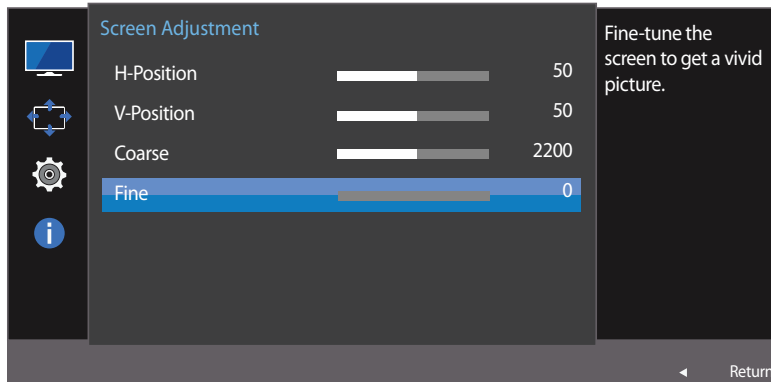 Screen Adjustment
H-Position 50
V-Position 50
Coarse 2200
Fine 0
Fine-tune the
screen to get a vivid
picture.
i
◄ Return